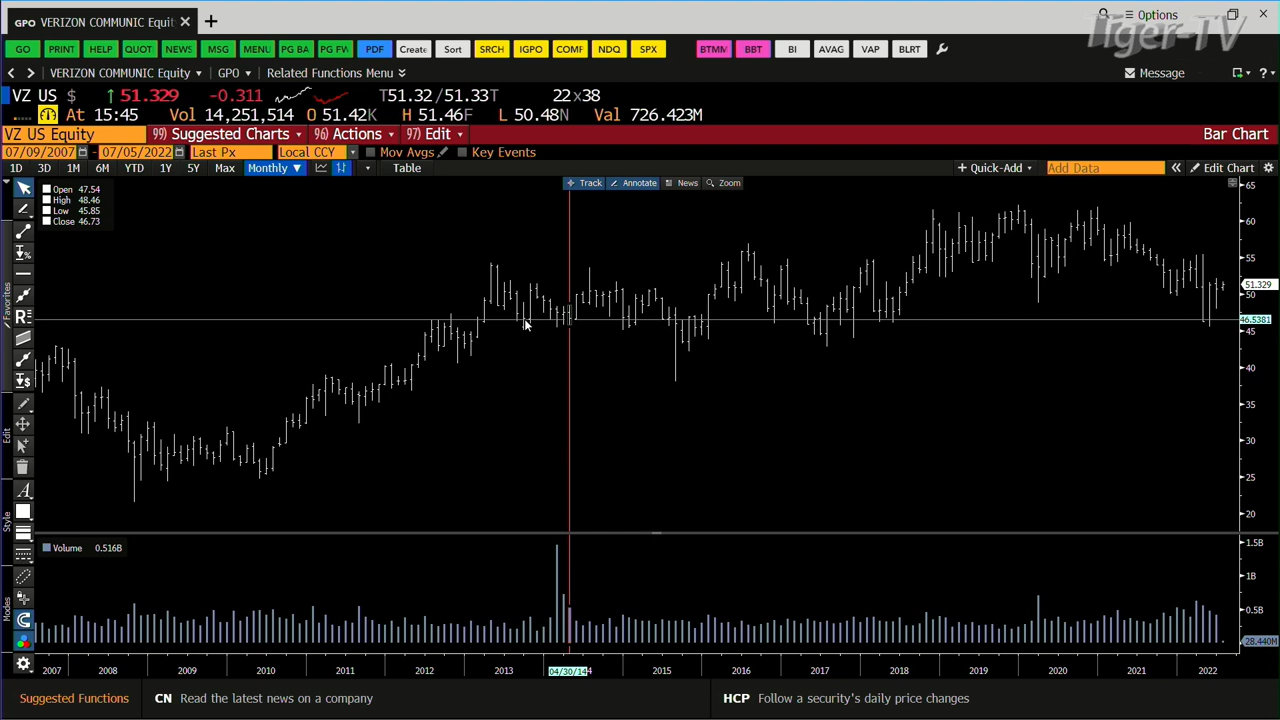 GPO VERIZON COMMUNIC Equit × +
Options
Tiger-TV
GO PRINT HELP QUOT NEWS MSG MENU PG BA PG FW PDF Create Sort SRCH IGPO COMP NDQ SPX BTMM BBT BI AVAG VAP BLRT
VERIZON COMMUNIC Equity GPO Related Functions Menu Message ?
VZ US $ ↑ 51.329 -0.311 T51.32/51.33T 22x38
At 15:45 Vol 14,251,514 O 51.42K H 51.46F L 50.48N Val 726.423M
VZ US Equity 99) Suggested Charts 96) Actions 97) Edit Bar Chart
07/09/2007 - 07/05/2022 Last Px Local CCY Mov Avgs Key Events
1D 3D 1M 6M YTD 1Y 5Y Max Monthly ▼ Table + Quick-Add Add Data « Edit Chart
Track Annotate News Zoom
Open 47.54
High 48.46
Low 45.85
Close 46.73
65
60
55
51.329
50
46.5381
45
40
35
30
25
20
Favorites
Edit
Style
Modes
Volume 0.516B
1.5B
1B
0.5B
28.440M
2007 2008 2009 2010 2011 2012 2013 04/30/14 4 2015 2016 2017 2018 2019 2020 2021 2022
Suggested Functions CN Read the latest news on a company HCP Follow a security's daily price changes